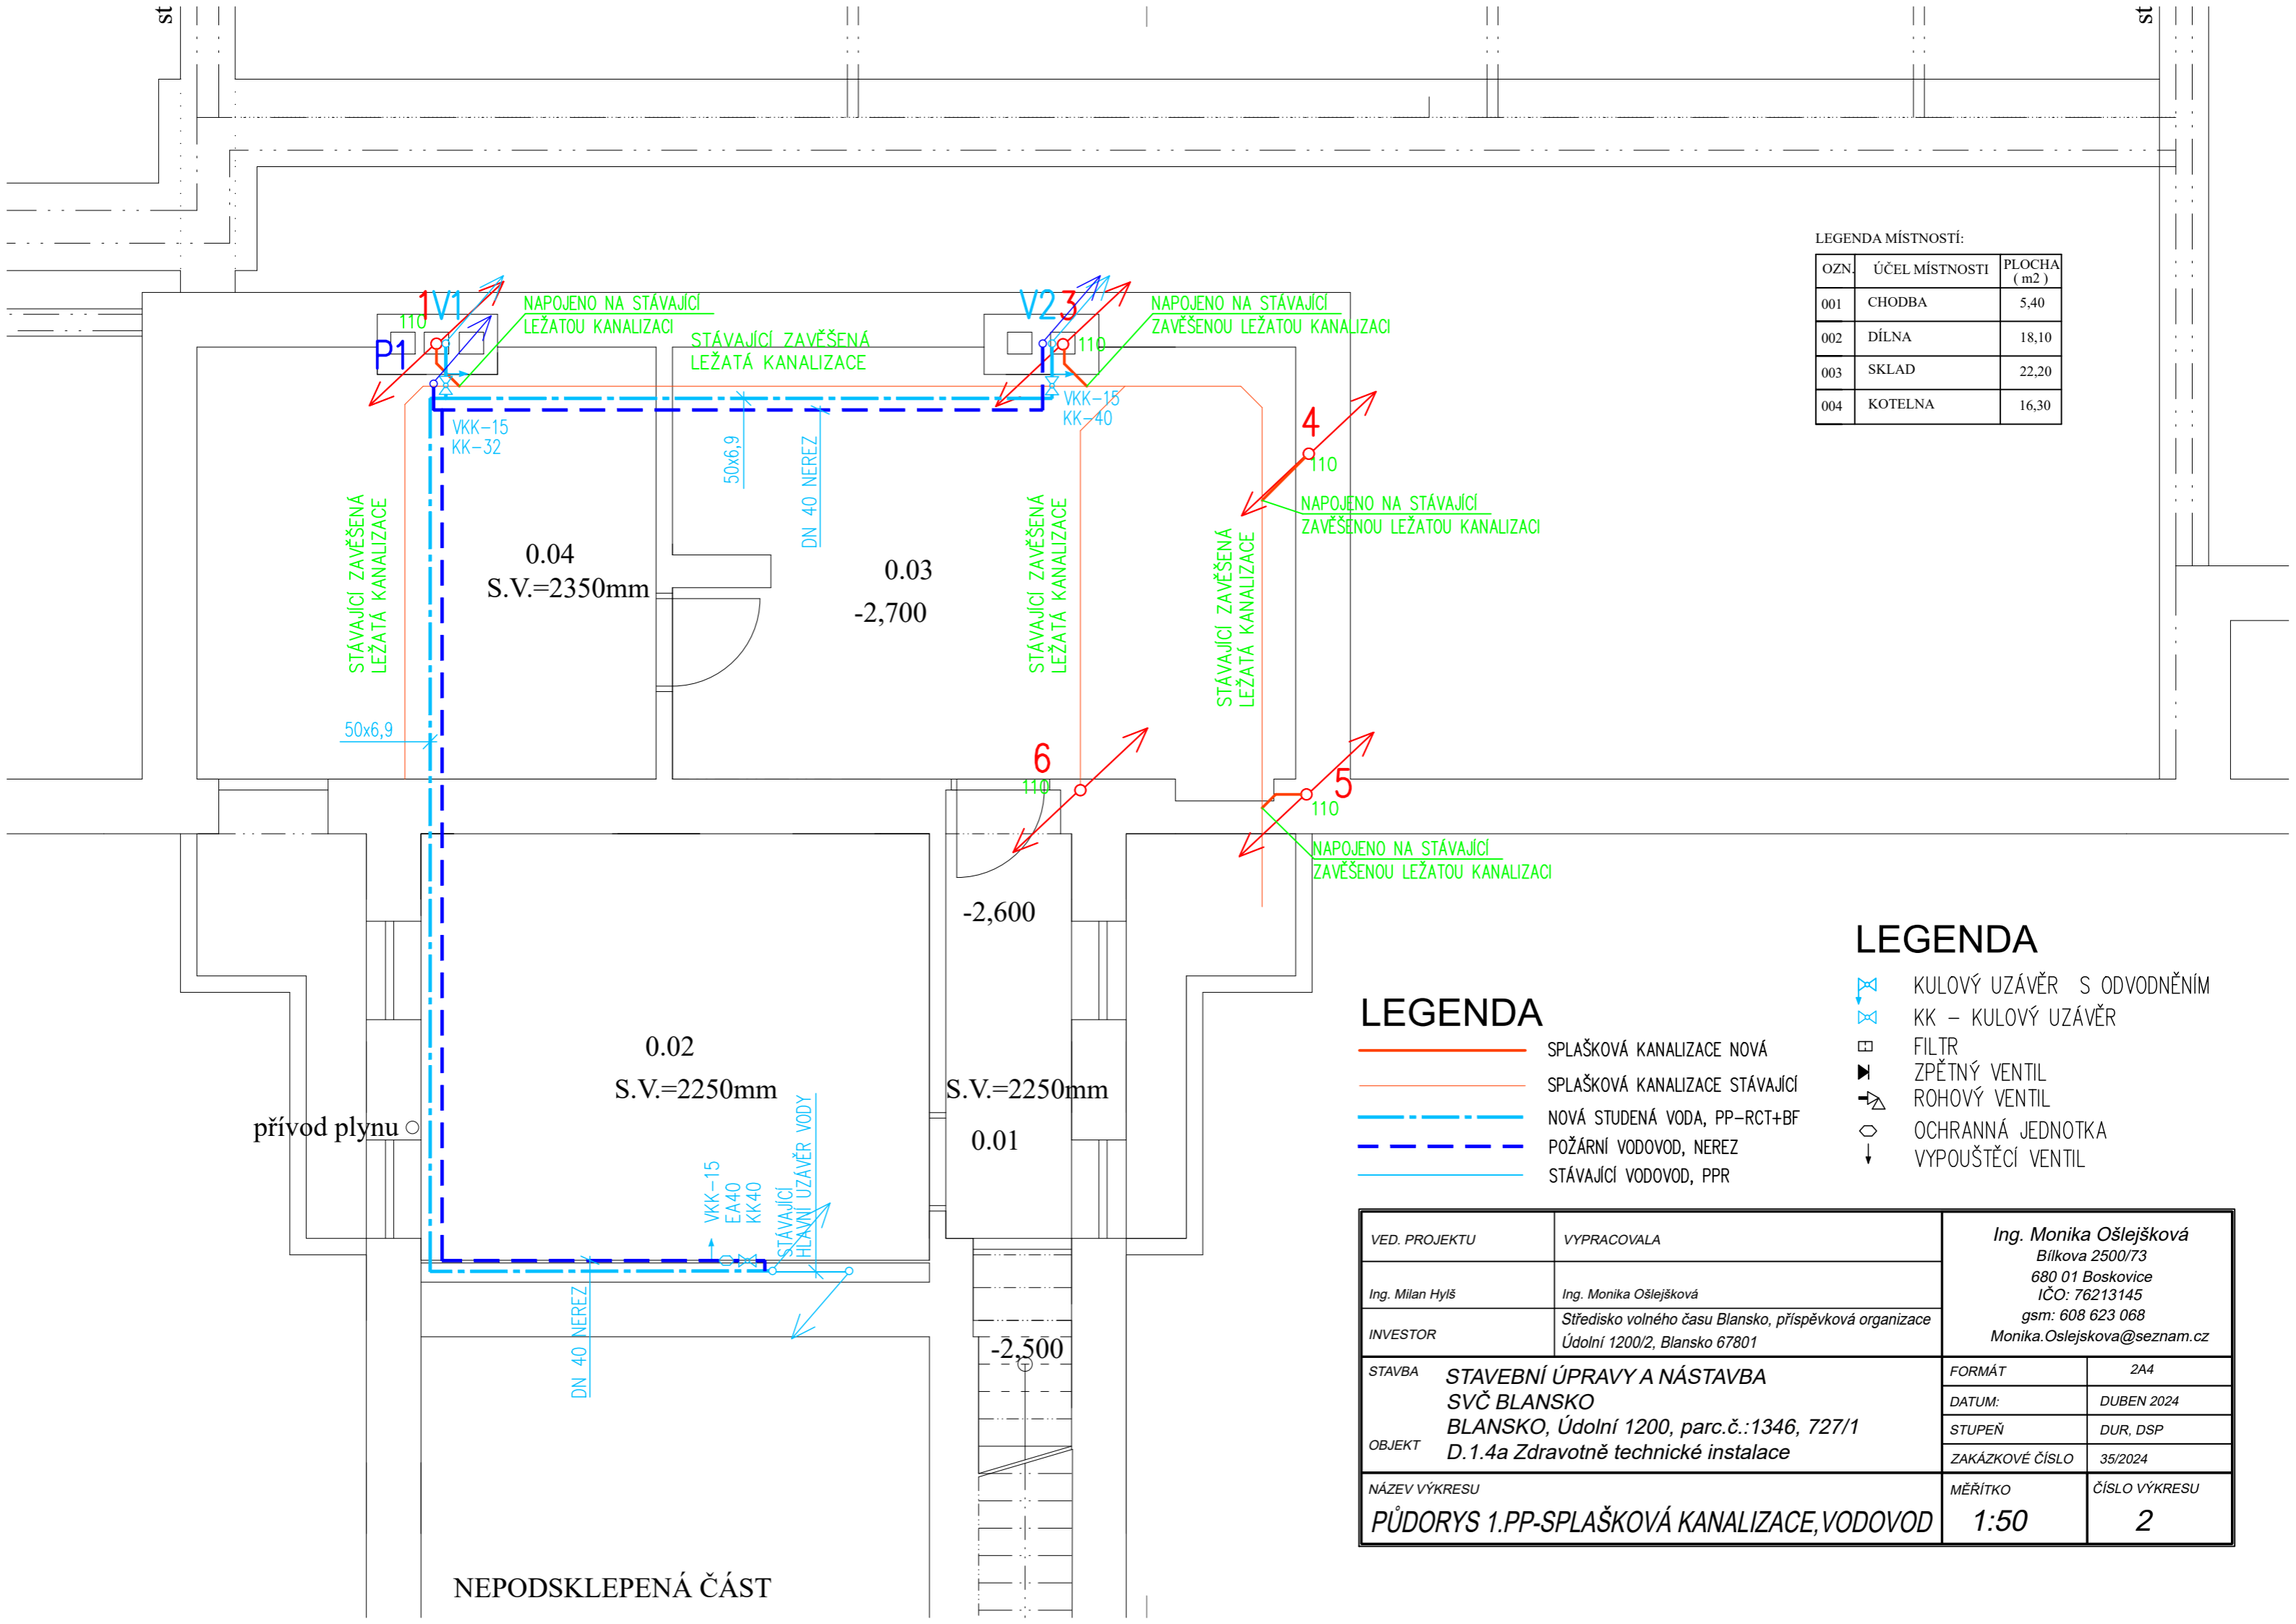 st
st
LEGENDA MÍSTNOSTÍ:
OZN. ÚČEL MÍSTNOSTI PLOCHA ( m2 )
001 CHODBA 5,40
002 DÍLNA 18,10
003 SKLAD 22,20
004 KOTELNA 16,30
1 V1
110
P1
NAPOJENO NA STÁVAJÍCÍ
LEŽATOU KANALIZACI
STÁVAJÍCÍ ZAVĚŠENÁ
LEŽATÁ KANALIZACE
V2 3
110
NAPOJENO NA STÁVAJÍCÍ
ZAVĚŠENOU LEŽATOU KANALIZACI
VKK-15
KK-32
50x6,9
DN 40 NEREZ
VKK-15
KK-40
4
110
NAPOJENO NA STÁVAJÍCÍ
ZAVĚŠENOU LEŽATOU KANALIZACI
STÁVAJÍCÍ ZAVĚŠENÁ
LEŽATÁ KANALIZACE
0.04
S.V.=2350mm
0.03
-2,700
STÁVAJÍCÍ ZAVĚŠENÁ
LEŽATÁ KANALIZACE
STÁVAJÍCÍ ZAVĚŠENÁ
LEŽATÁ KANALIZACE
50x6,9
6
110
5
110
NAPOJENO NA STÁVAJÍCÍ
ZAVĚŠENOU LEŽATOU KANALIZACI
-2,600
0.02
S.V.=2250mm
S.V.=2250mm
0.01
přívod plynu
VKK-15
EA40
KK40
STÁVAJÍCÍ
HLAVNÍ UZÁVĚR VODY
DN 40 NEREZ
-2,500
NEPODSKLEPENÁ ČÁST
LEGENDA
SPLAŠKOVÁ KANALIZACE NOVÁ
SPLAŠKOVÁ KANALIZACE STÁVAJÍCÍ
NOVÁ STUDENÁ VODA, PP-RCT+BF
POŽÁRNÍ VODOVOD, NEREZ
STÁVAJÍCÍ VODOVOD, PPR
LEGENDA
KULOVÝ UZÁVĚR S ODVODNĚNÍM
KK - KULOVÝ UZÁVĚR
FILTR
ZPĚTNÝ VENTIL
ROHOVÝ VENTIL
OCHRANNÁ JEDNOTKA
VYPOUŠTĚCÍ VENTIL
VED. PROJEKTU VYPRACOVALA
Ing. Milan Hylš Ing. Monika Ošlejšková
INVESTOR Středisko volného času Blansko, příspěvková organizace
Údolní 1200/2, Blansko 67801
Ing. Monika Ošlejšková
Bílkova 2500/73
680 01 Boskovice
IČO: 76213145
gsm: 608 623 068
Monika.Oslejskova@seznam.cz
STAVBA STAVEBNÍ ÚPRAVY A NÁSTAVBA
SVČ BLANSKO
BLANSKO, Údolní 1200, parc.č.:1346, 727/1
OBJEKT D.1.4a Zdravotně technické instalace
FORMÁT 2A4
DATUM: DUBEN 2024
STUPEŇ DUR, DSP
ZAKÁZKOVÉ ČÍSLO 35/2024
NÁZEV VÝKRESU
PŮDORYS 1.PP-SPLAŠKOVÁ KANALIZACE,VODOVOD
MĚŘÍTKO
1:50
ČÍSLO VÝKRESU
2